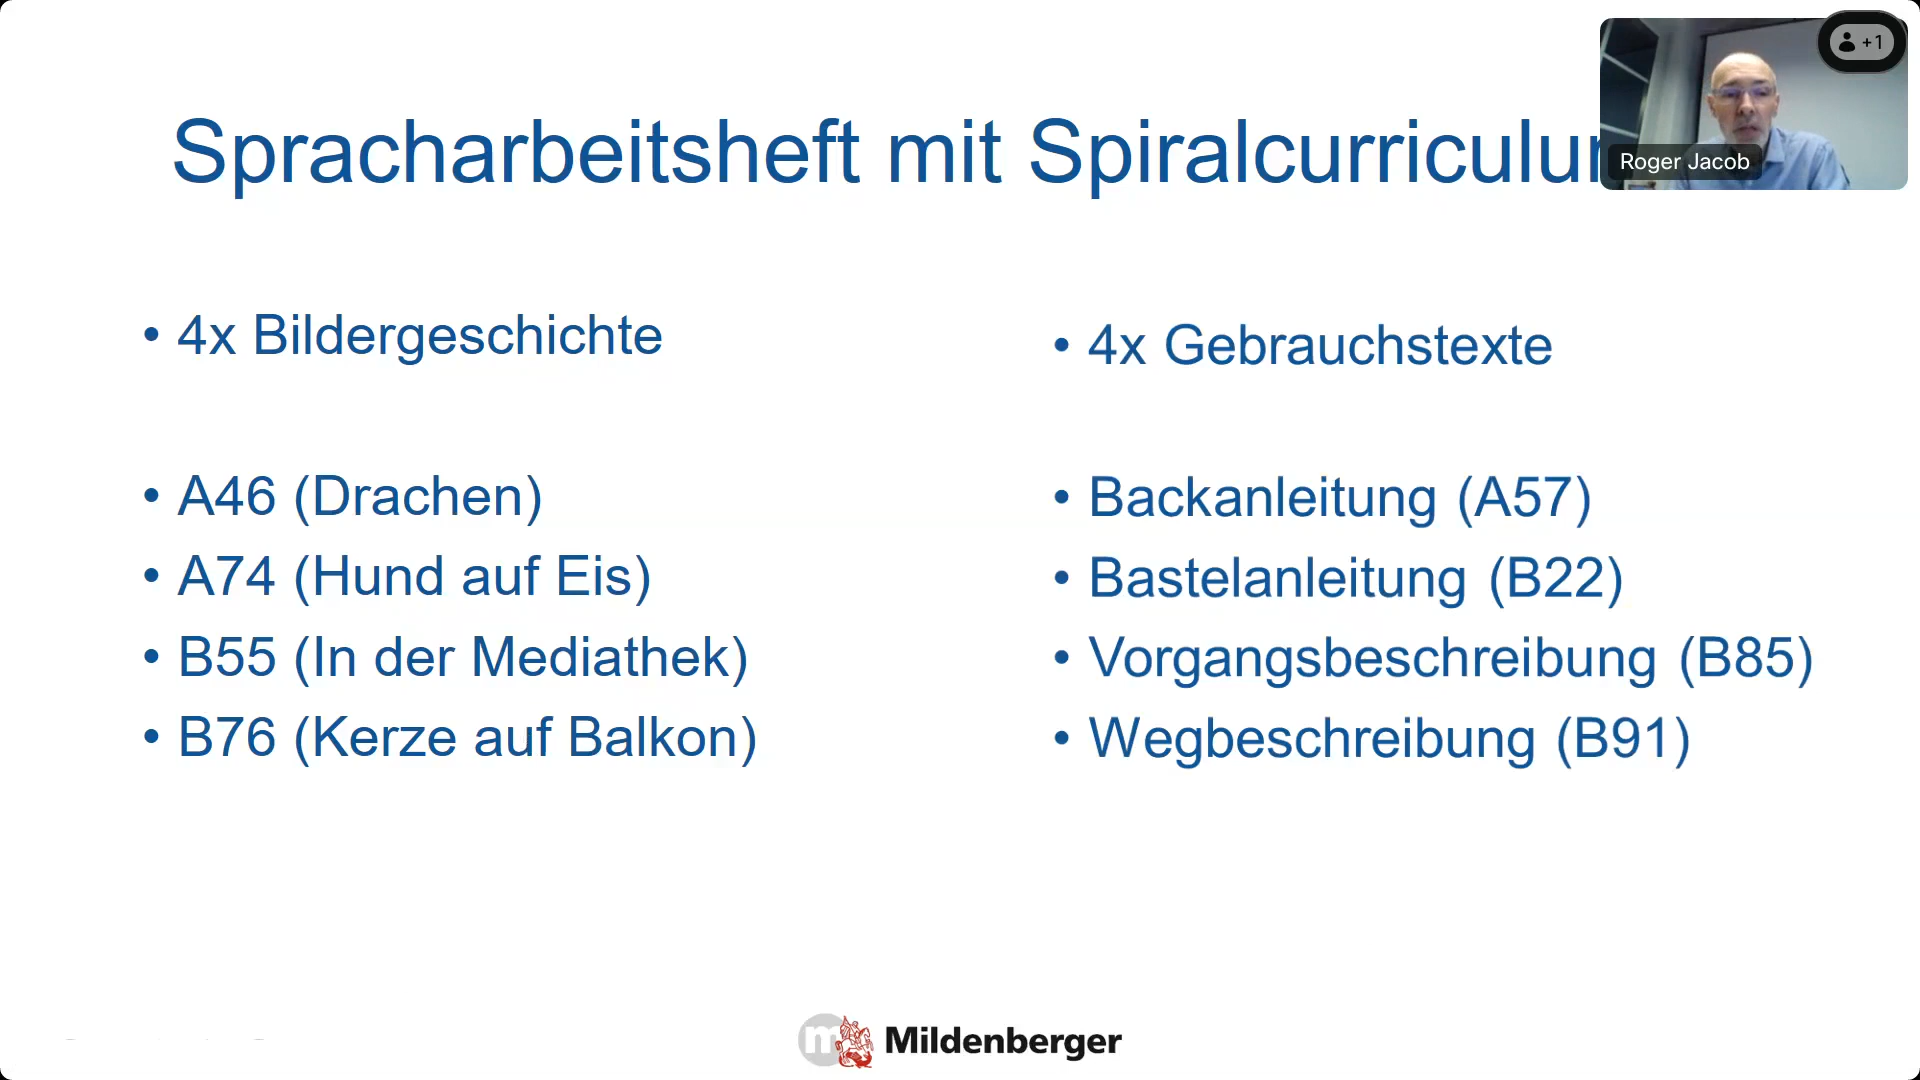 Spracharbeitsheft mit Spiralcurriculu
+1
Roger Jacob
• 4x Bildergeschichte
• A46 (Drachen)
• A74 (Hund auf Eis)
• B55 (In der Mediathek)
• B76 (Kerze auf Balkon)
• 4x Gebrauchstexte
• Backanleitung (A57)
• Bastelanleitung (B22)
• Vorgangsbeschreibung (B85)
• Wegbeschreibung (B91)
m Mildenberger